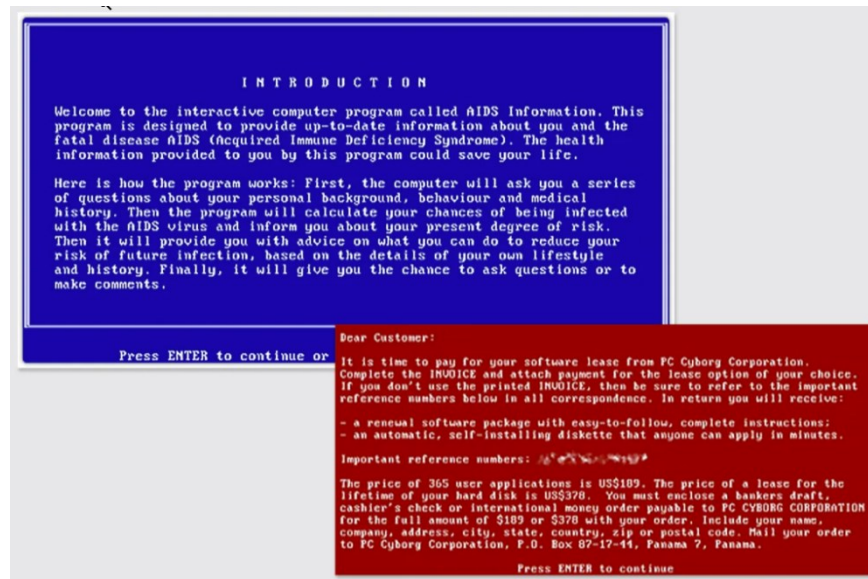 INTRODUCTION
Welcome to the interactive computer program called AIDS Information. This
program is designed to provide up-to-date information about you and the
fatal disease AIDS (Acquired Immune Deficiency Syndrome). The health
information provided to you by this program could save your life.
Here is how the program works: First, the computer will ask you a series
of questions about your personal background, behaviour and medical
history. Then the program will calculate your chances of being infected
with the AIDS virus and inform you about your present degree of risk.
Then it will provide you with advice on what you can do to reduce your
risk of future infection, based on the details of your own lifestyle
and history. Finally, it will give you the chance to ask questions or to
make comments.
Press ENTER to continue or
Dear Customer:
It is time to pay for your software lease from PC Cyborg Corporation.
Complete the INVOICE and attach payment for the lease option of your choice.
If you don't use the printed INVOICE, then be sure to refer to the important
reference numbers below in all correspondence. In return you will receive:
- a renewal software package with easy-to-follow, complete instructions;
- an automatic, self-installing diskette that anyone can apply in minutes.
Important reference numbers:
The price of 365 user applications is US$189. The price of a lease for the
lifetime of your hard disk is US$378. You must enclose a bankers draft,
cashier's check or international money order payable to PC CYBORG CORPORATION
for the full amount of $189 or $378 with your order. Include your name,
company, address, city, state, country, zip or postal code. Mail your order
to PC Cyborg Corporation, P.O. Box 87-17-44, Panama 7, Panama.
Press ENTER to continue